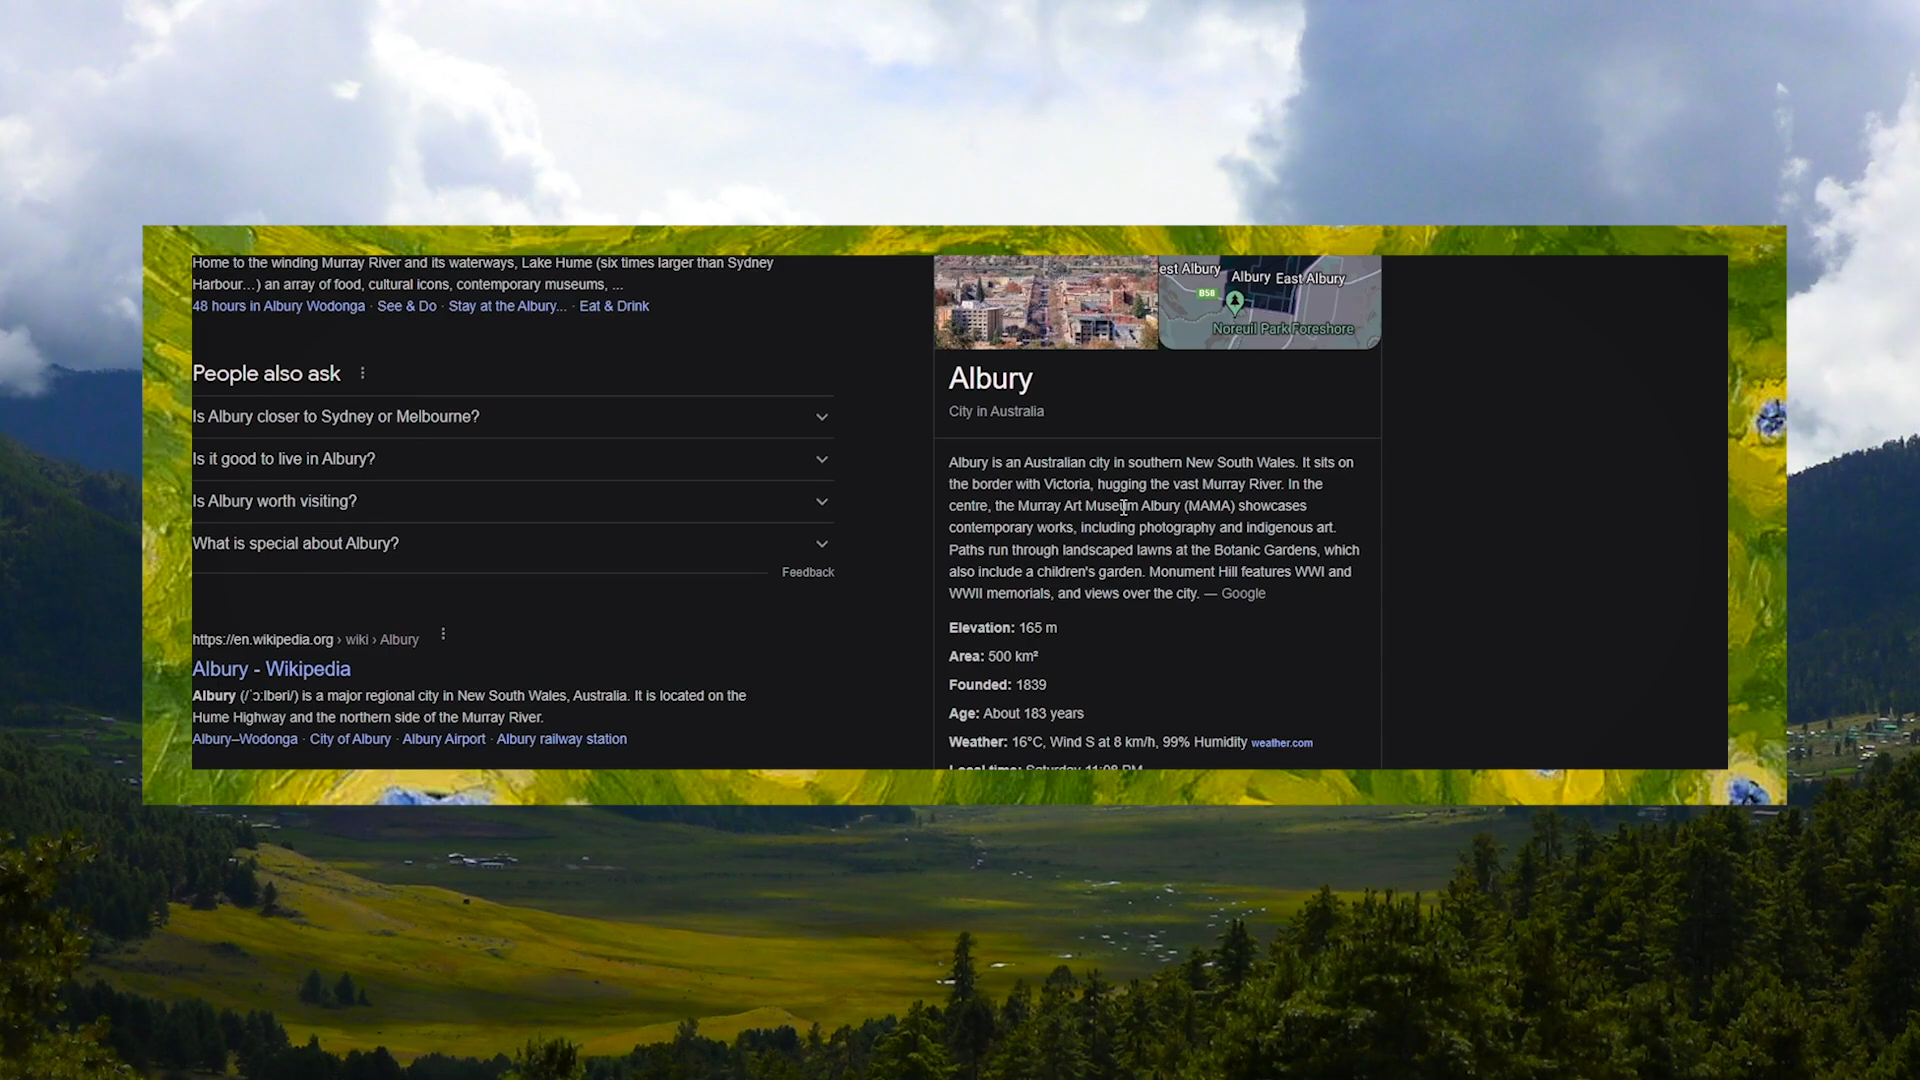 Home to the winding Murray River and its waterways, Lake Hume (six times larger than Sydney
Harbour...) an array of food, cultural icons, contemporary museums, ...
48 hours in Albury Wodonga · See & Do · Stay at the Albury... · Eat & Drink
People also ask
Is Albury closer to Sydney or Melbourne?
Is it good to live in Albury?
Is Albury worth visiting?
What is special about Albury?
Feedback
https://en.wikipedia.org › wiki › Albury
Albury - Wikipedia
Albury (/ˈɔːlbəri/) is a major regional city in New South Wales, Australia. It is located on the
Hume Highway and the northern side of the Murray River.
Albury–Wodonga · City of Albury · Albury Airport · Albury railway station
est Albury
Albury
East Albury
B58
Noreuil Park Foreshore
Albury
City in Australia
Albury is an Australian city in southern New South Wales. It sits on
the border with Victoria, hugging the vast Murray River. In the
centre, the Murray Art Museum Albury (MAMA) showcases
contemporary works, including photography and indigenous art.
Paths run through landscaped lawns at the Botanic Gardens, which
also include a children's garden. Monument Hill features WWI and
WWII memorials, and views over the city. — Google
Elevation: 165 m
Area: 500 km²
Founded: 1839
Age: About 183 years
Weather: 16°C, Wind S at 8 km/h, 99% Humidity weather.com
Local time: Saturday 11:08 PM